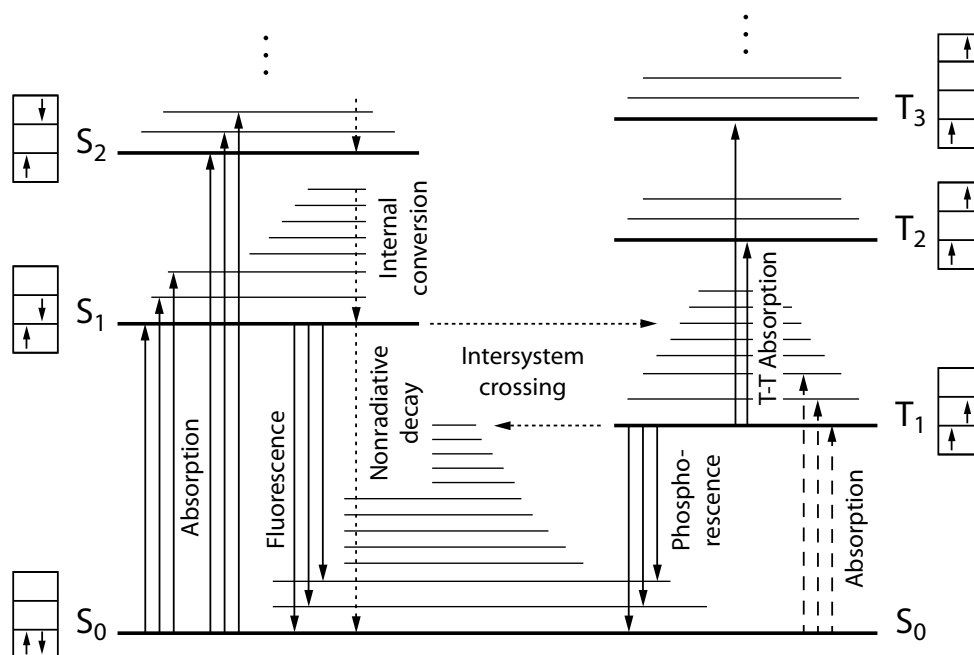 S2
T3
T2
Internal
conversion
S1
T-T Absorption
Intersystem
crossing
Nonradiative
decay
T1
Absorption
Fluorescence
Phospho-
rescence
Absorption
S0
S0